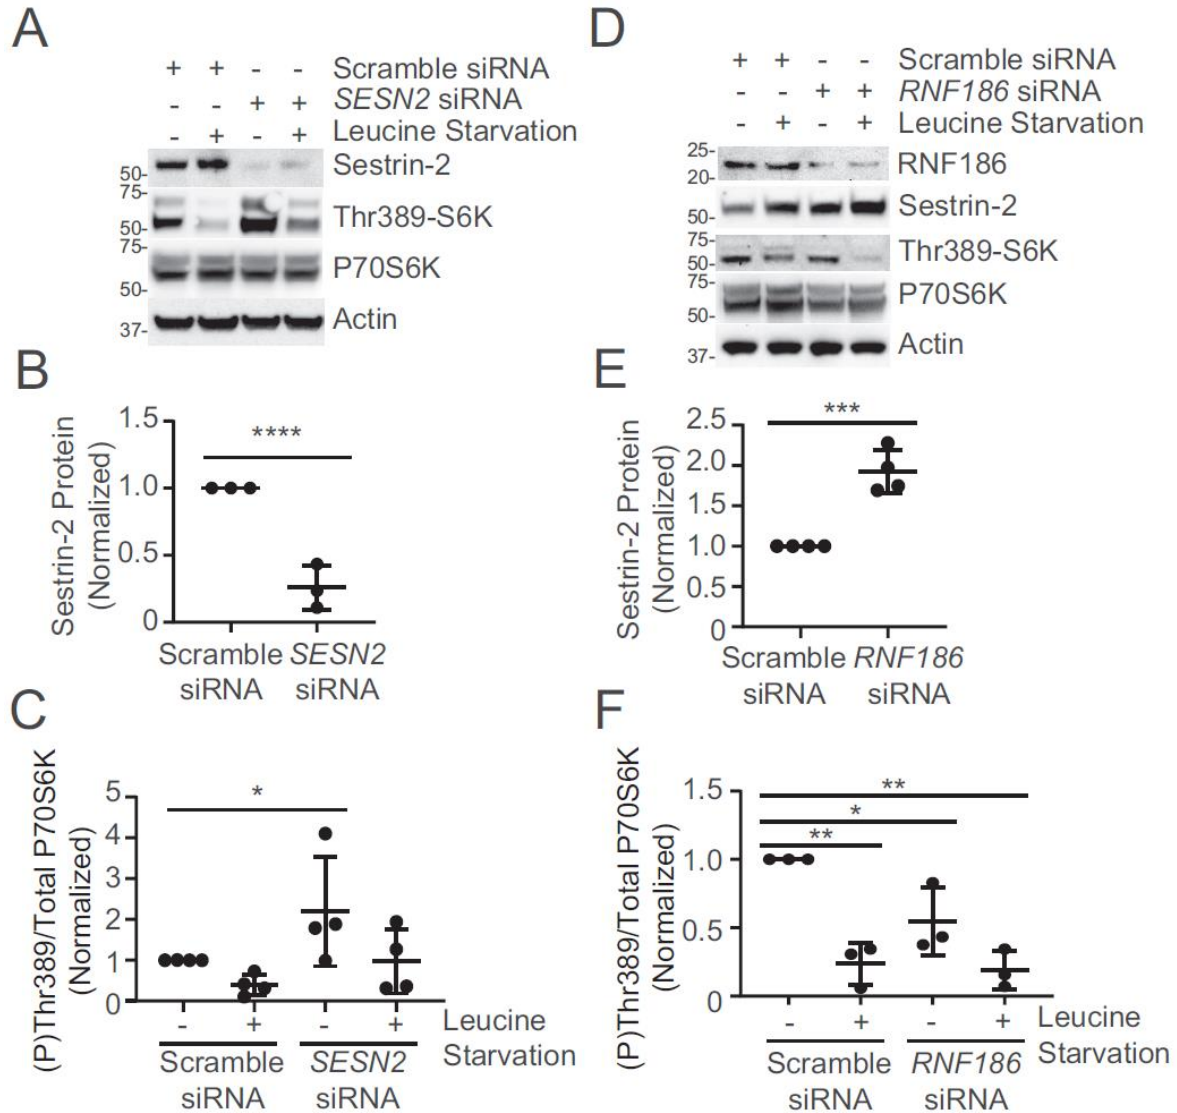 A
+ + - - Scramble siRNA
- - + + SESN2 siRNA
- + - + Leucine Starvation
50- Sestrin-2
75-
50- Thr389-S6K
75-
50- P70S6K
37- Actin
B
Sestrin-2 Protein
(Normalized)
1.5
1.0
0.5
0
****
Scramble SESN2
siRNA siRNA
C
(P)Thr389/Total P70S6K
(Normalized)
5
4
3
2
1
0
*
- + - + Leucine
Starvation
Scramble SESN2
siRNA siRNA
D
+ + - - Scramble siRNA
- - + + RNF186 siRNA
- + - + Leucine Starvation
25-
20- RNF186
50- Sestrin-2
75-
50- Thr389-S6K
75-
50- P70S6K
37- Actin
E
Sestrin-2 Protein
(Normalized)
2.5
2.0
1.5
1.0
0.5
0
***
Scramble RNF186
siRNA siRNA
F
(P)Thr389/Total P70S6K
(Normalized)
1.5
1.0
0.5
0
**
*
**
- + - + Leucine
Starvation
Scramble RNF186
siRNA siRNA